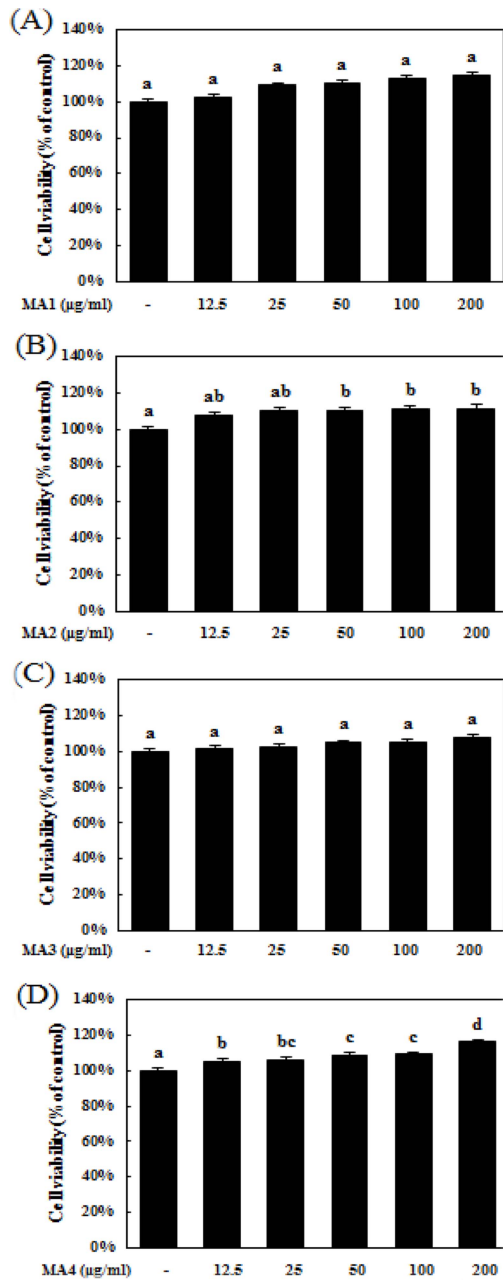 (A)
Cell viability (% of control)
140%
120%
100%
80%
60%
40%
20%
0%
a a a a a a
MA1 (µg/ml) - 12.5 25 50 100 200
(B)
Cell viability (% of control)
140%
120%
100%
80%
60%
40%
20%
0%
a ab ab b b b
MA2 (µg/ml) - 12.5 25 50 100 200
(C)
Cell viability (% of control)
140%
120%
100%
80%
60%
40%
20%
0%
a a a a a a
MA3 (µg/ml) - 12.5 25 50 100 200
(D)
Cell viability (% of control)
140%
120%
100%
80%
60%
40%
20%
0%
a b bc c c d
MA4 (µg/ml) - 12.5 25 50 100 200